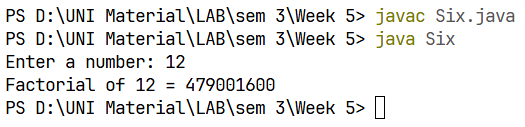 PS D:\UNI Material\LAB\sem 3\Week 5> javac Six.java
PS D:\UNI Material\LAB\sem 3\Week 5> java Six
Enter a number: 12
Factorial of 12 = 479001600
PS D:\UNI Material\LAB\sem 3\Week 5>